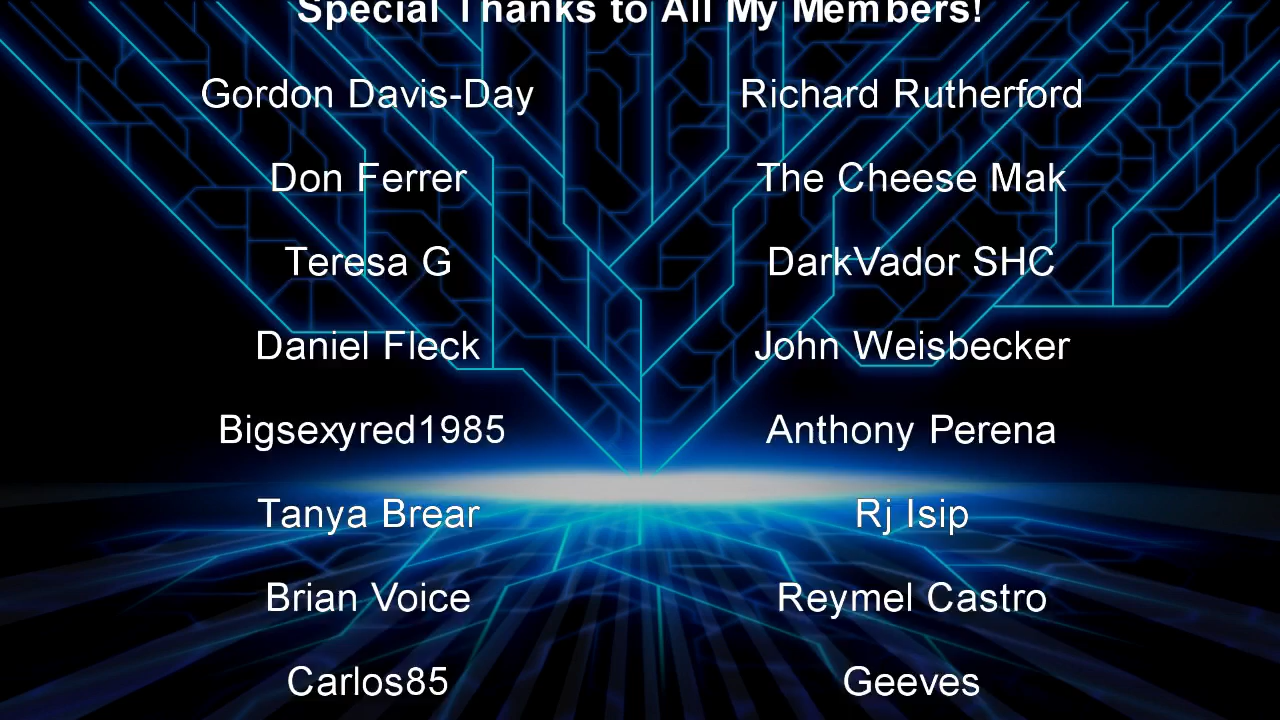 Special Thanks to All My Members!
Gordon Davis-Day Richard Rutherford
Don Ferrer The Cheese Mak
Teresa G DarkVador SHC
Daniel Fleck John Weisbecker
Bigsexyred1985 Anthony Perena
Tanya Brear Rj Isip
Brian Voice Reymel Castro
Carlos85 Geeves